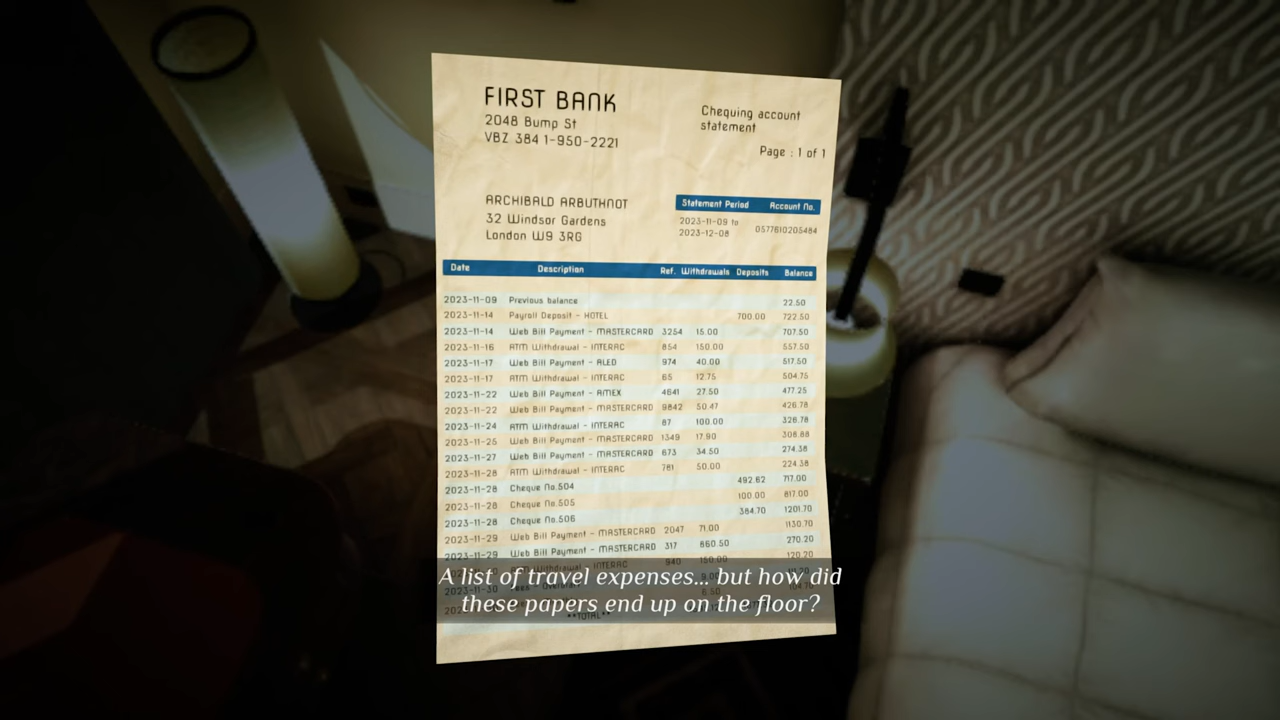 FIRST BANK
2048 Bump St
VBZ 384 1-950-2221
Chequing account
statement
Page : 1 of 1
ARCHIBALD ARBUTHNOT
32 Windsor Gardens
London W9 3RG
Statement Period Account No.
2023-11-09 to
2023-12-08
0577610205484
Date Description Ref. Withdrawals Deposits Balance
2023-11-09 Previous balance 22.50
2023-11-14 Payroll Deposit - HOTEL 700.00 722.50
2023-11-14 Web Bill Payment - MASTERCARD 3254 15.00 707.50
2023-11-16 ATM Withdrawal - INTERAC 854 150.00 557.50
2023-11-17 Web Bill Payment - ALEO 974 40.00 517.50
2023-11-17 ATM Withdrawal - INTERAC 65 12.75 504.75
2023-11-22 Web Bill Payment - AMEX 4641 27.50 477.25
2023-11-22 Web Bill Payment - MASTERCARD 9842 50.47 426.78
2023-11-24 ATM Withdrawal - INTERAC 87 100.00 326.78
2023-11-25 Web Bill Payment - MASTERCARD 1349 17.90 308.88
2023-11-27 Web Bill Payment - MASTERCARD 673 34.50 274.38
2023-11-28 ATM Withdrawal - INTERAC 781 50.00 224.38
2023-11-28 Cheque No.504 492.62 717.00
2023-11-28 Cheque No.505 100.00 817.00
2023-11-28 Cheque No.506 384.70 1201.70
2023-11-29 Web Bill Payment - MASTERCARD 2047 71.00 1130.70
2023-11-29 Web Bill Payment - MASTERCARD 317 860.50 270.20
INTERAC 940 150.00 120.20
A list of travel expenses... but how did
these papers end up on the floor?
**TOTAL**